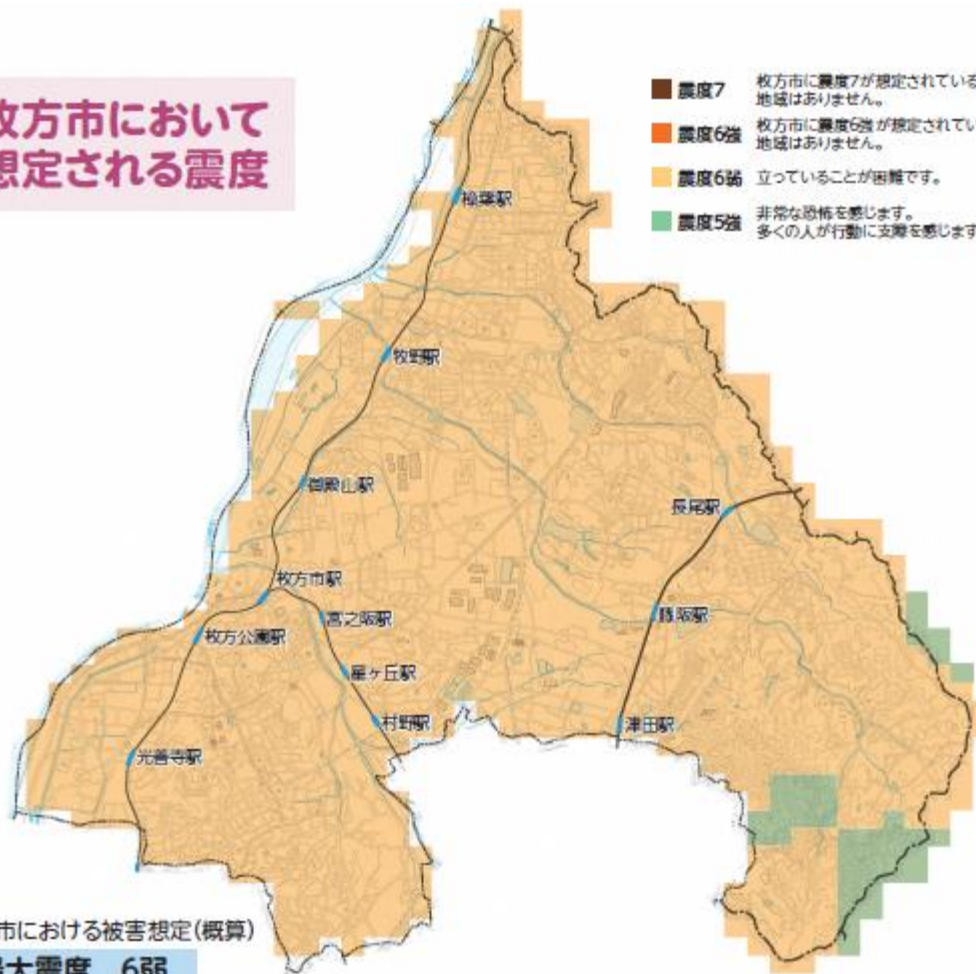 枚方市において
想定される震度
震度7 枚方市に震度7が想定されている
地域はありません。
震度6強 枚方市に震度6強が想定されてい
地域はありません。
震度6弱 立っていることが困難です。
震度5強 非常な恐怖を感じます。
多くの人が行動に支障を感じます
樟葉駅
牧野駅
御殿山駅
長尾駅
枚方市駅
宮之阪駅
藤阪駅
枚方公園駅
星ヶ丘駅
村野駅
津田駅
光善寺駅
市における被害想定(概算)
最大震度 6弱